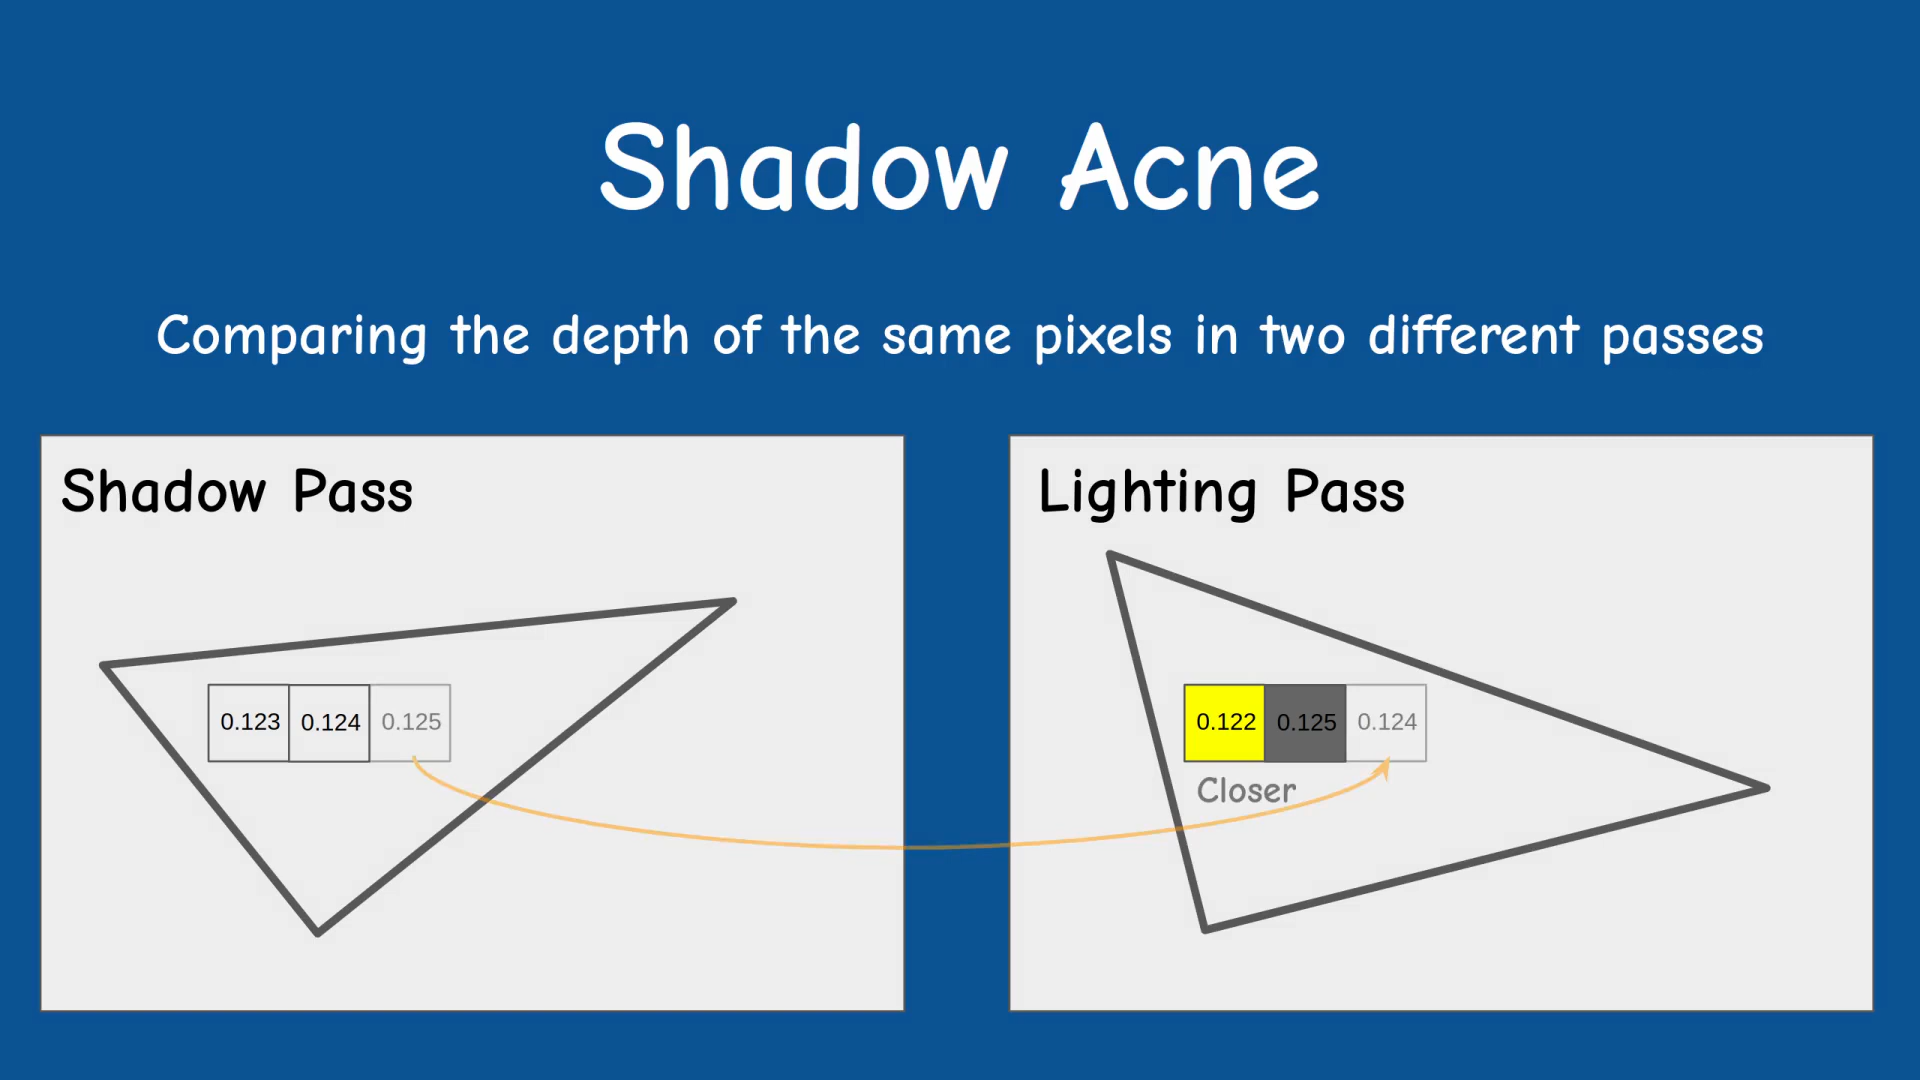 Shadow Acne
Comparing the depth of the same pixels in two different passes
Shadow Pass
0.123 0.124 0.125
Lighting Pass
0.122 0.125 0.124
Closer